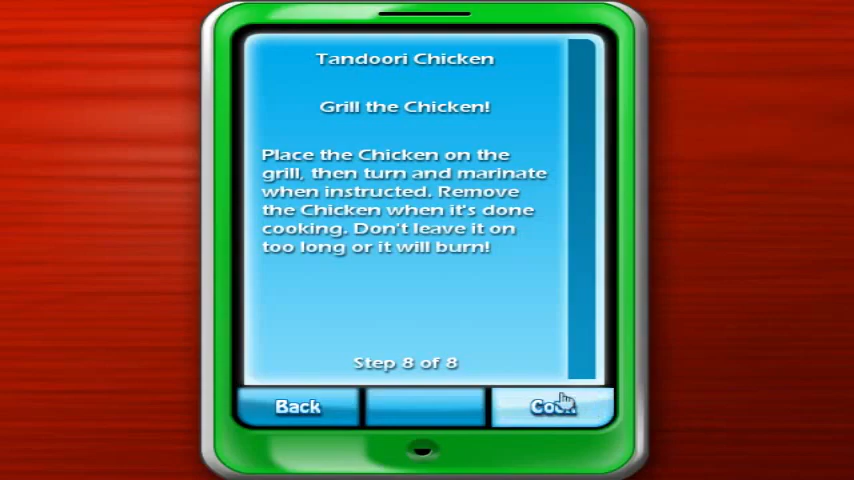 Tandoori Chicken
Grill the Chicken!
Place the Chicken on the
grill, then turn and marinate
when instructed. Remove
the Chicken when it's done
cooking. Don't leave it on
too long or it will burn!
Step 8 of 8
Back
Cook